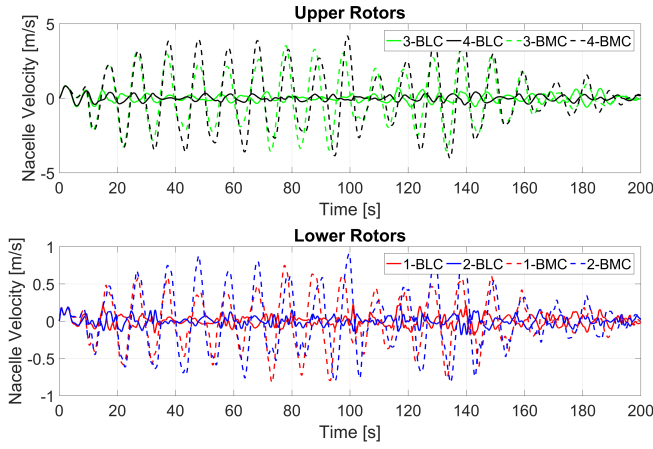 Upper Rotors
Nacelle Velocity [m/s]
5
0
-5
3-BLC 4-BLC 3-BMC 4-BMC
0 20 40 60 80 100 120 140 160 180 200
Time [s]
Lower Rotors
Nacelle Velocity [m/s]
1
0.5
0
-0.5
-1
1-BLC 2-BLC 1-BMC 2-BMC
0 20 40 60 80 100 120 140 160 180 200
Time [s]